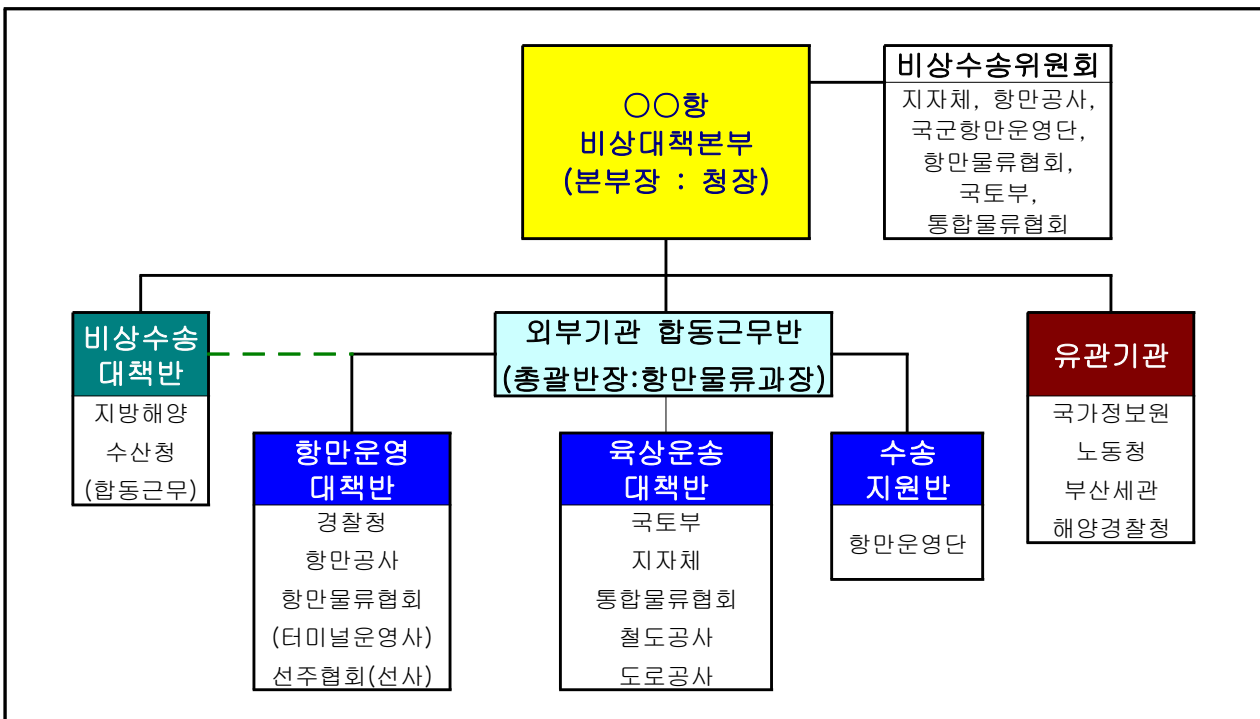 ○○항
비상대책본부
(본부장 : 청장)
비상수송위원회
지자체, 항만공사,
국군항만운영단,
항만물류협회,
국토부,
통합물류협회
비상수송
대책반
지방해양
수산청
(합동근무)
외부기관 합동근무반
(총괄반장:항만물류과장)
유관기관
국가정보원
노동청
부산세관
해양경찰청
항만운영
대책반
경찰청
항만공사
항만물류협회
(터미널운영사)
선주협회(선사)
육상운송
대책반
국토부
지자체
통합물류협회
철도공사
도로공사
수송
지원반
항만운영단